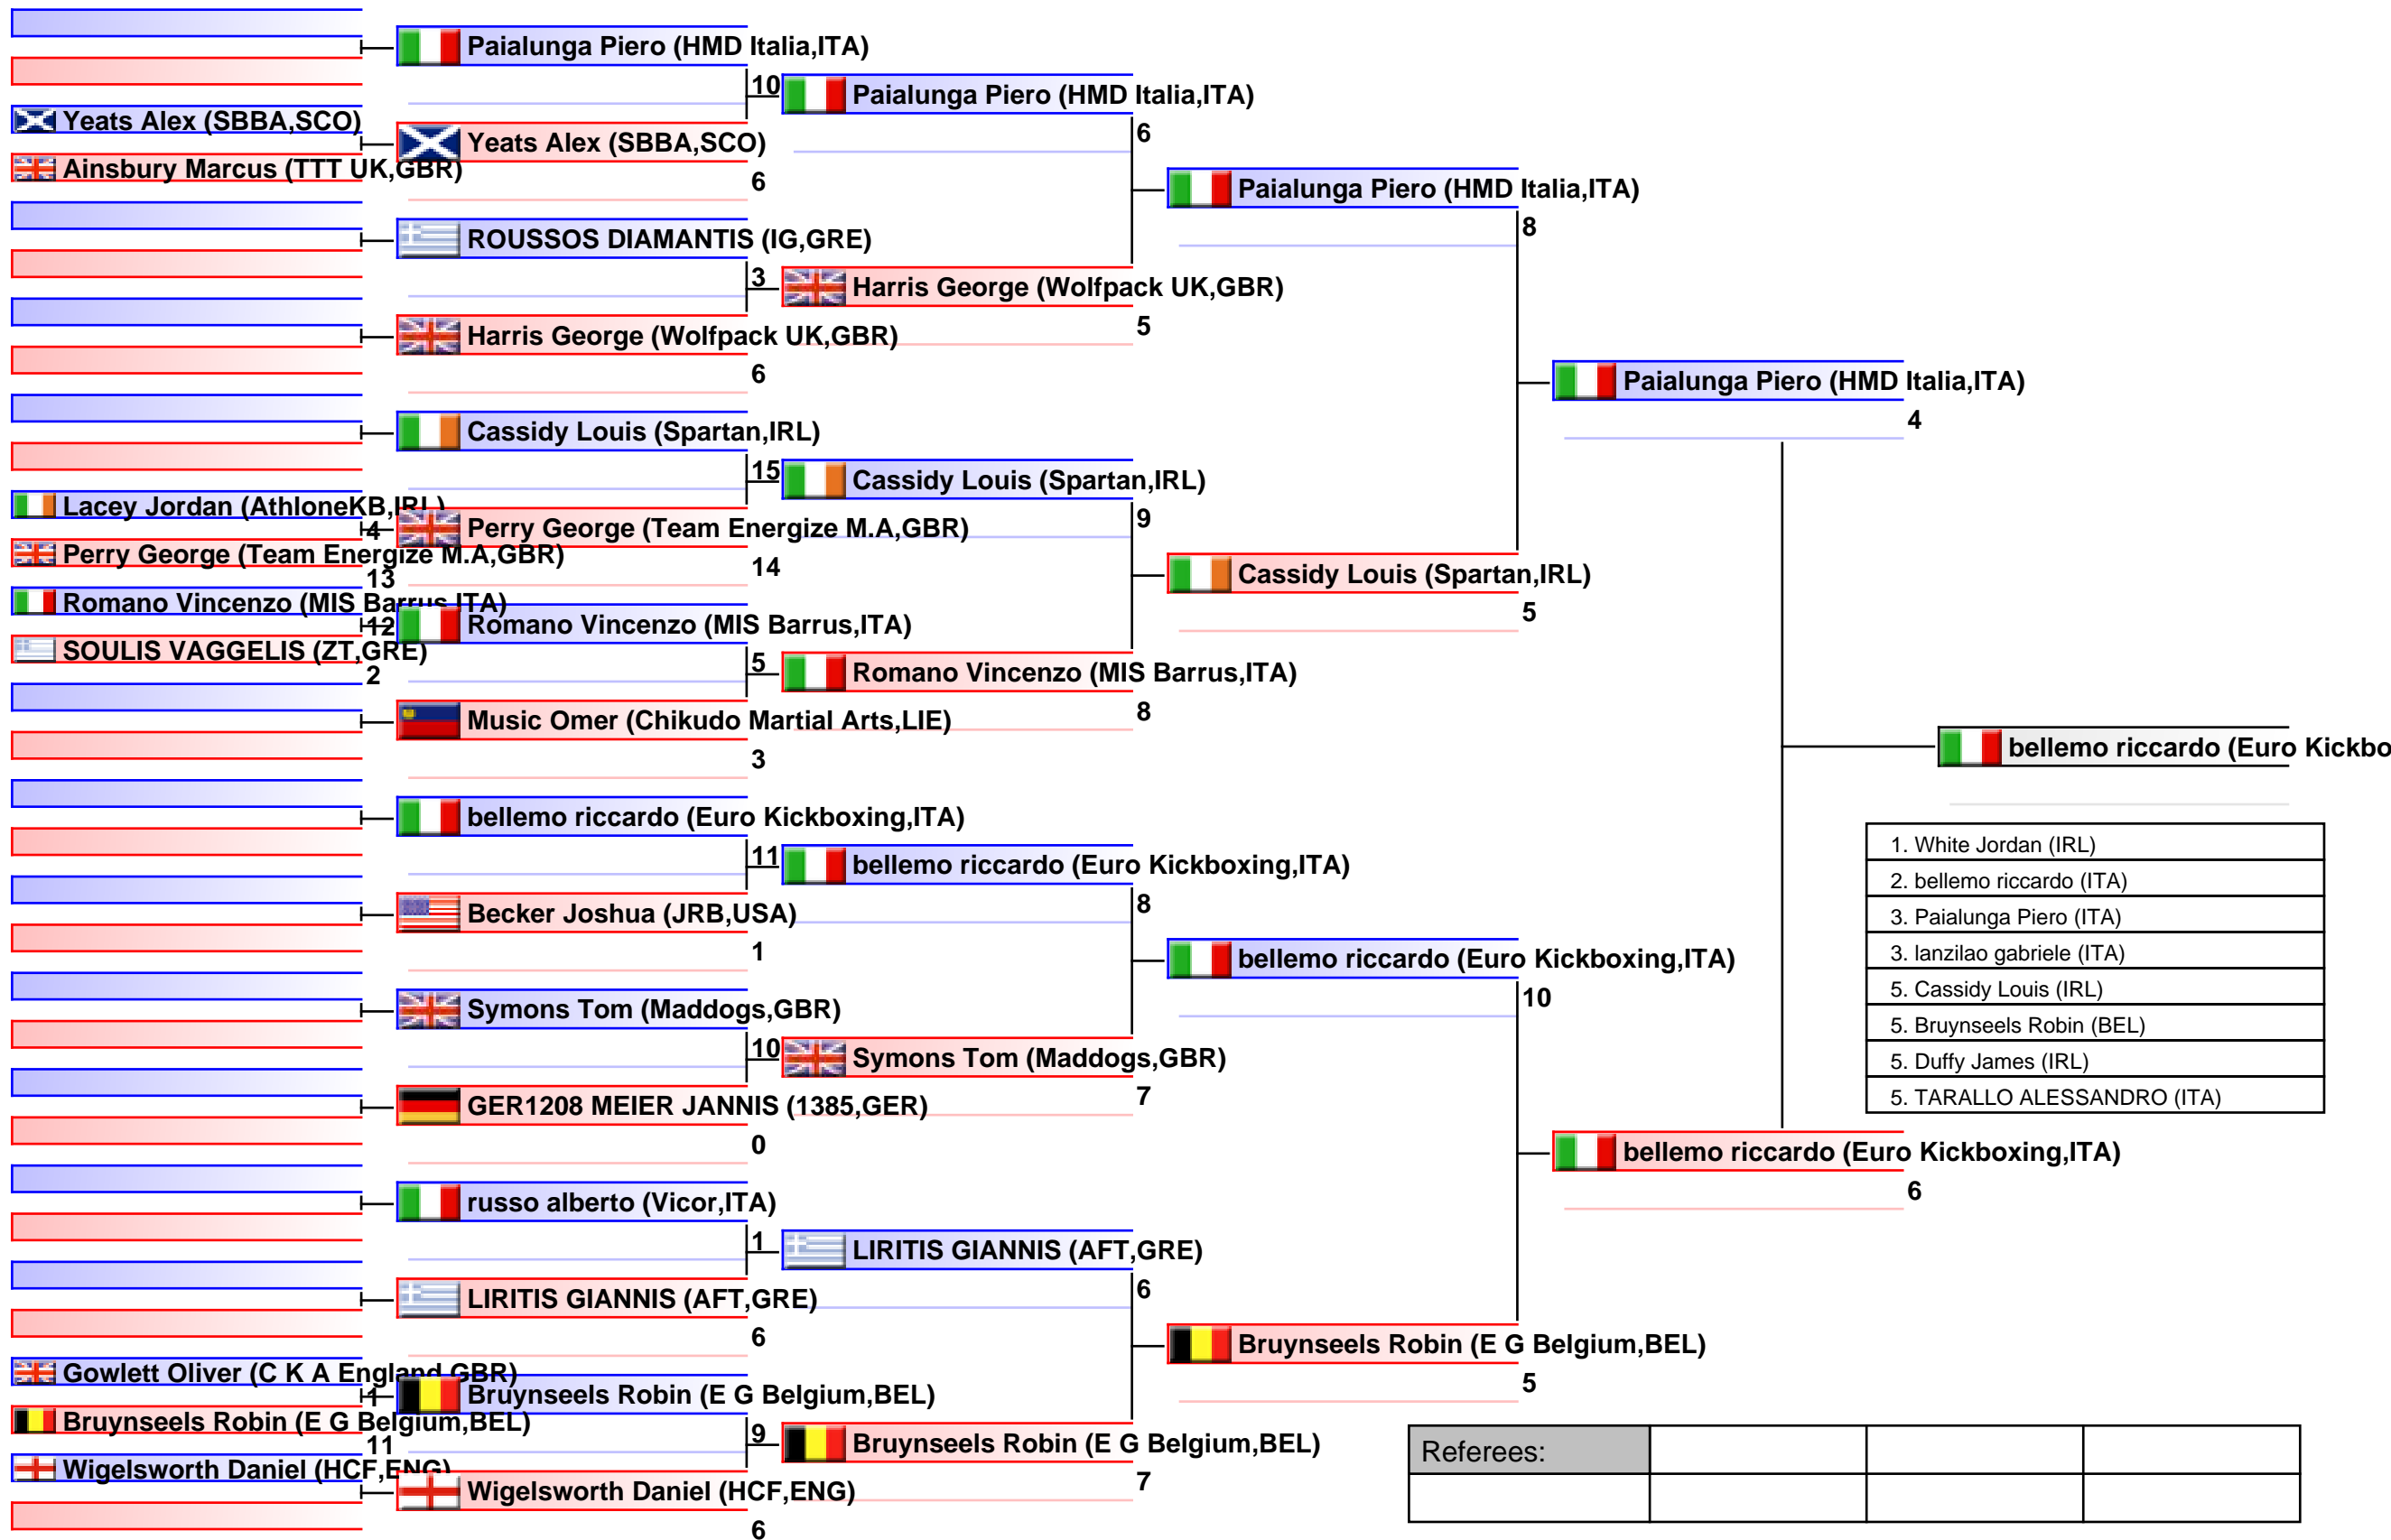 Yeats Alex (SBBA,SCO)
Ainsbury Marcus (TTT UK,GBR)
Lacey Jordan (AthloneKB,IRL)
4
Perry George (Team Energize M.A,GBR)
13
Romano Vincenzo (MIS Barrus,ITA)
12
SOULIS VAGGELIS (ZT,GRE)
2
Gowlett Oliver (C K A England,GBR)
1
Bruynseels Robin (E G Belgium,BEL)
11
Wigelsworth Daniel (HCF,ENG)
Paialunga Piero (HMD Italia,ITA)
10
Yeats Alex (SBBA,SCO)
6
ROUSSOS DIAMANTIS (IG,GRE)
3
Harris George (Wolfpack UK,GBR)
6
Cassidy Louis (Spartan,IRL)
15
Perry George (Team Energize M.A,GBR)
14
Romano Vincenzo (MIS Barrus,ITA)
5
Music Omer (Chikudo Martial Arts,LIE)
3
bellemo riccardo (Euro Kickboxing,ITA)
11
Becker Joshua (JRB,USA)
1
Symons Tom (Maddogs,GBR)
10
GER1208 MEIER JANNIS (1385,GER)
0
russo alberto (Vicor,ITA)
1
LIRITIS GIANNIS (AFT,GRE)
6
Bruynseels Robin (E G Belgium,BEL)
9
Wigelsworth Daniel (HCF,ENG)
6
Paialunga Piero (HMD Italia,ITA)
6
Harris George (Wolfpack UK,GBR)
5
Cassidy Louis (Spartan,IRL)
9
Romano Vincenzo (MIS Barrus,ITA)
8
bellemo riccardo (Euro Kickboxing,ITA)
8
Symons Tom (Maddogs,GBR)
7
LIRITIS GIANNIS (AFT,GRE)
6
Bruynseels Robin (E G Belgium,BEL)
7
Paialunga Piero (HMD Italia,ITA)
8
Cassidy Louis (Spartan,IRL)
5
bellemo riccardo (Euro Kickboxing,ITA)
10
Bruynseels Robin (E G Belgium,BEL)
5
Paialunga Piero (HMD Italia,ITA)
4
bellemo riccardo (Euro Kickboxing,ITA)
6
bellemo riccardo (Euro Kickbo
1. White Jordan (IRL)
2. bellemo riccardo (ITA)
3. Paialunga Piero (ITA)
3. lanzilao gabriele (ITA)
5. Cassidy Louis (IRL)
5. Bruynseels Robin (BEL)
5. Duffy James (IRL)
5. TARALLO ALESSANDRO (ITA)
Referees: